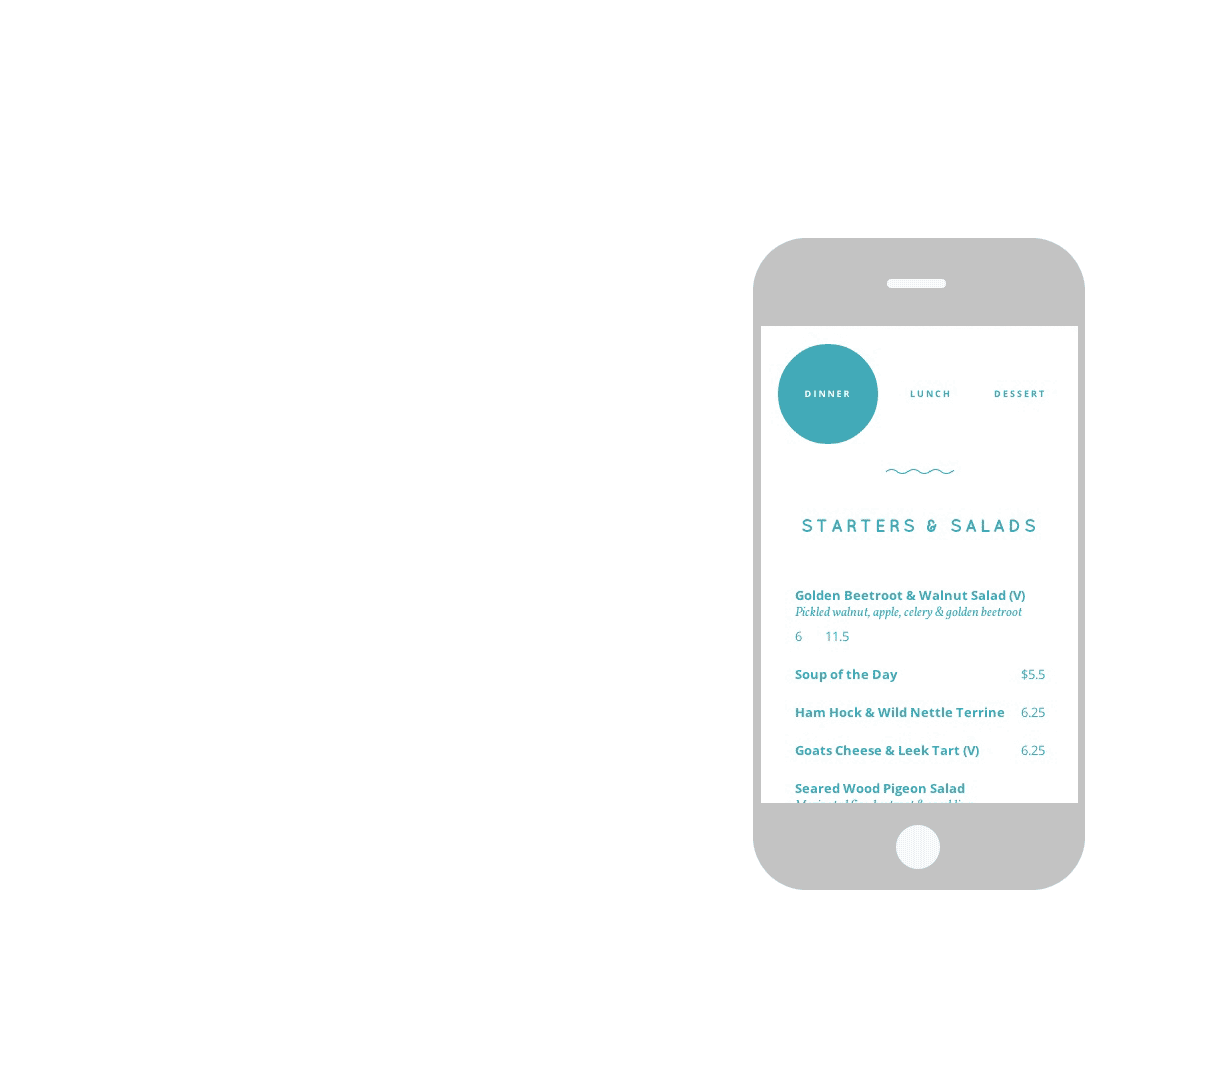 DINNER LUNCH DESSERT
STARTERS & SALADS
Golden Beetroot & Walnut Salad (V)
Pickled walnut, apple, celery & golden beetroot
6 11.5
Soup of the Day $5.5
Ham Hock & Wild Nettle Terrine 6.25
Goats Cheese & Leek Tart (V) 6.25
Seared Wood Pigeon Salad